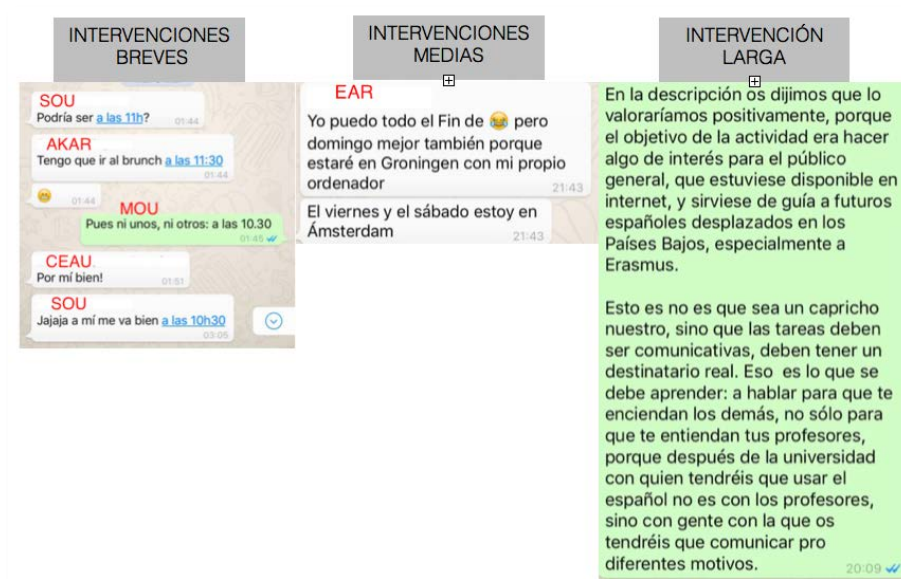 INTERVENCIONES
BREVES
SOU
Podría ser a las 11h?
01:44
AKAR
Tengo que ir al brunch a las 11:30
01:44
01:44
MOU
Pues ni unos, ni otros: a las 10.30
01:45
CEAU
Por mí bien!
01:51
SOU
Jajaja a mí me va bien a las 10h30
03:05
INTERVENCIONES
MEDIAS
EAR
Yo puedo todo el Fin de 😂 pero
domingo mejor también porque
estaré en Groningen con mi propio
ordenador
21:43
El viernes y el sábado estoy en
Ámsterdam
21:43
INTERVENCIÓN
LARGA
En la descripción os dijimos que lo
valoraríamos positivamente, porque
el objetivo de la actividad era hacer
algo de interés para el público
general, que estuviese disponible en
internet, y sirviese de guía a futuros
españoles desplazados en los
Países Bajos, especialmente a
Erasmus.
Esto es no es que sea un capricho
nuestro, sino que las tareas deben
ser comunicativas, deben tener un
destinatario real. Eso es lo que se
debe aprender: a hablar para que te
enciendan los demás, no sólo para
que te entiendan tus profesores,
porque después de la universidad
con quien tendréis que usar el
español no es con los profesores,
sino con gente con la que os
tendréis que comunicar pro
diferentes motivos.
20:09